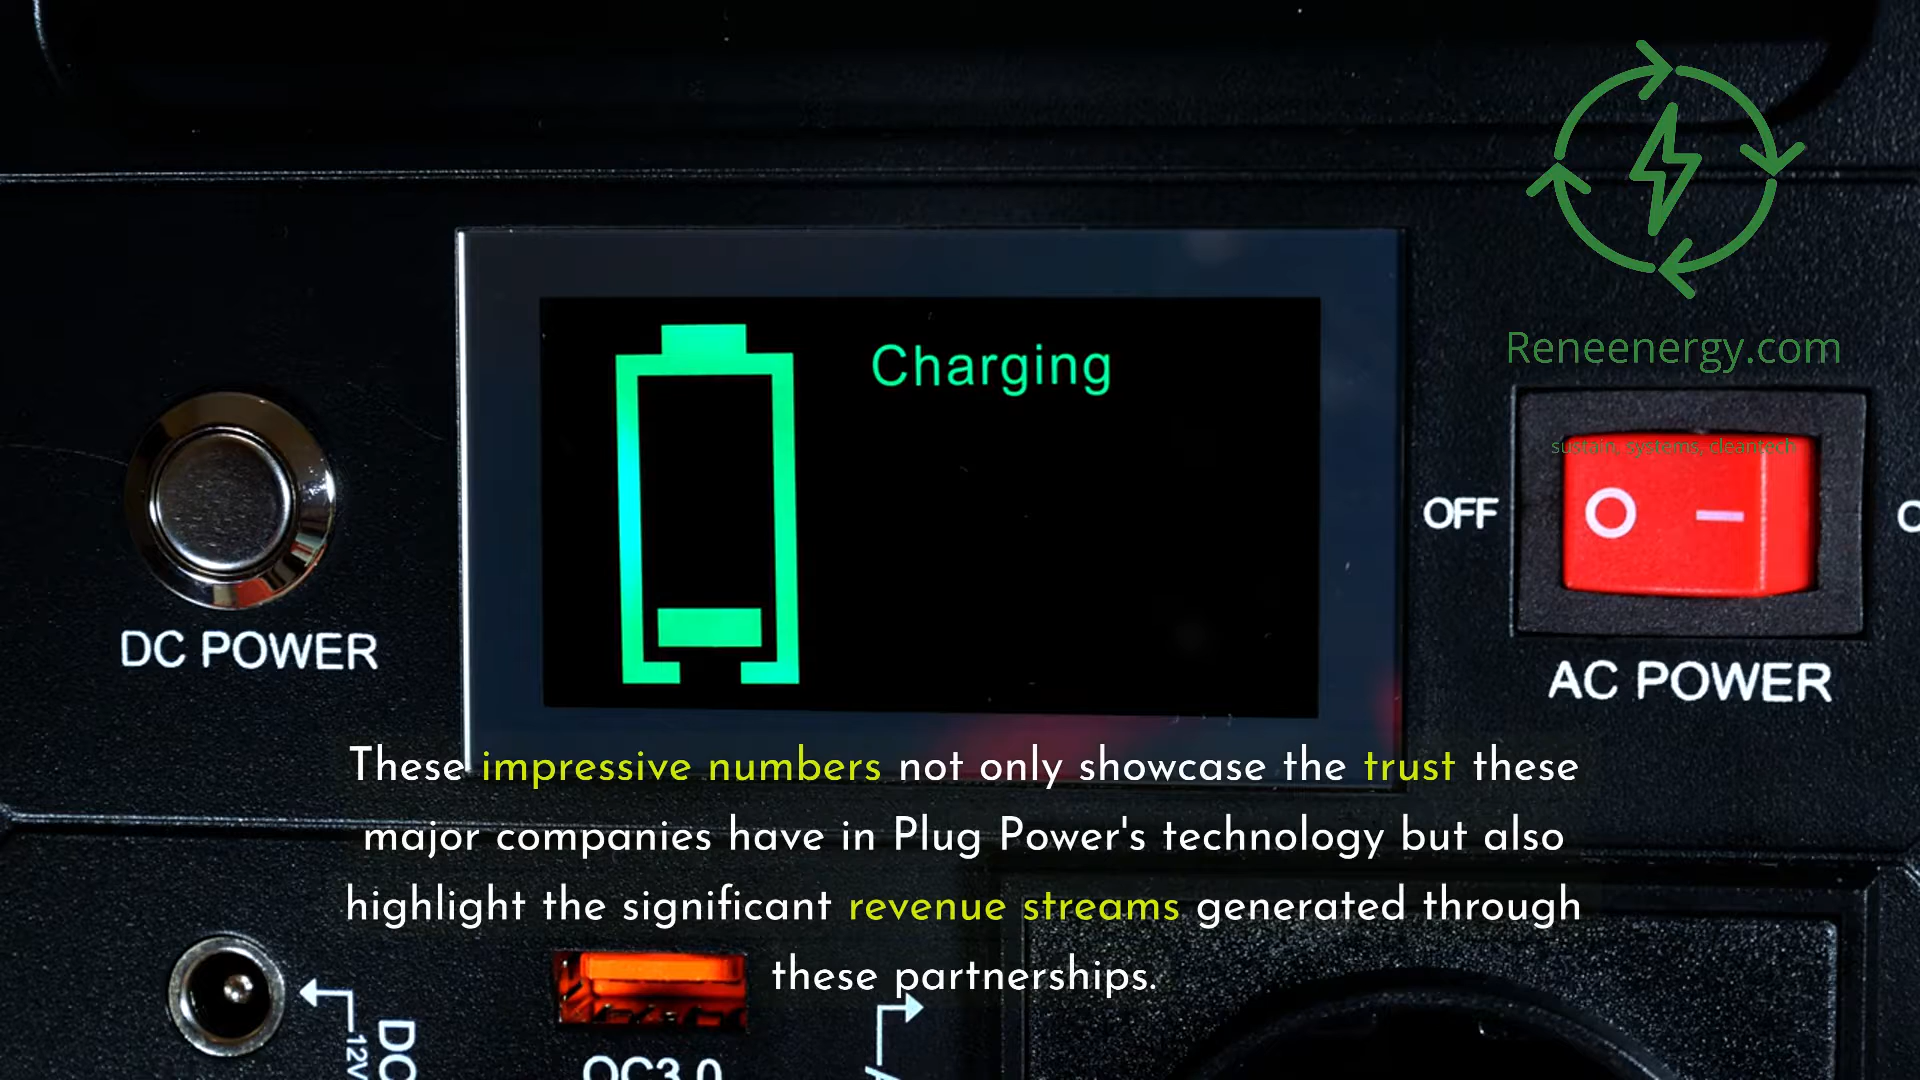 Charging
Reneenergy.com
sustain, systems, cleantech
OFF
DC POWER
AC POWER
These impressive numbers not only showcase the trust these
major companies have in Plug Power's technology but also
highlight the significant revenue streams generated through
these partnerships.
12V
QC3.0